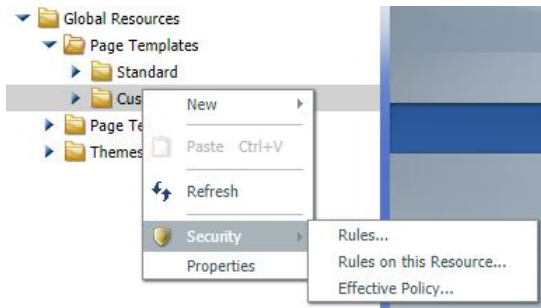 Global Resources
Page Templates
Standard
Cus
Page Te
Themes
New
Paste Ctrl+V
Refresh
Security
Properties
Rules...
Rules on this Resource...
Effective Policy...